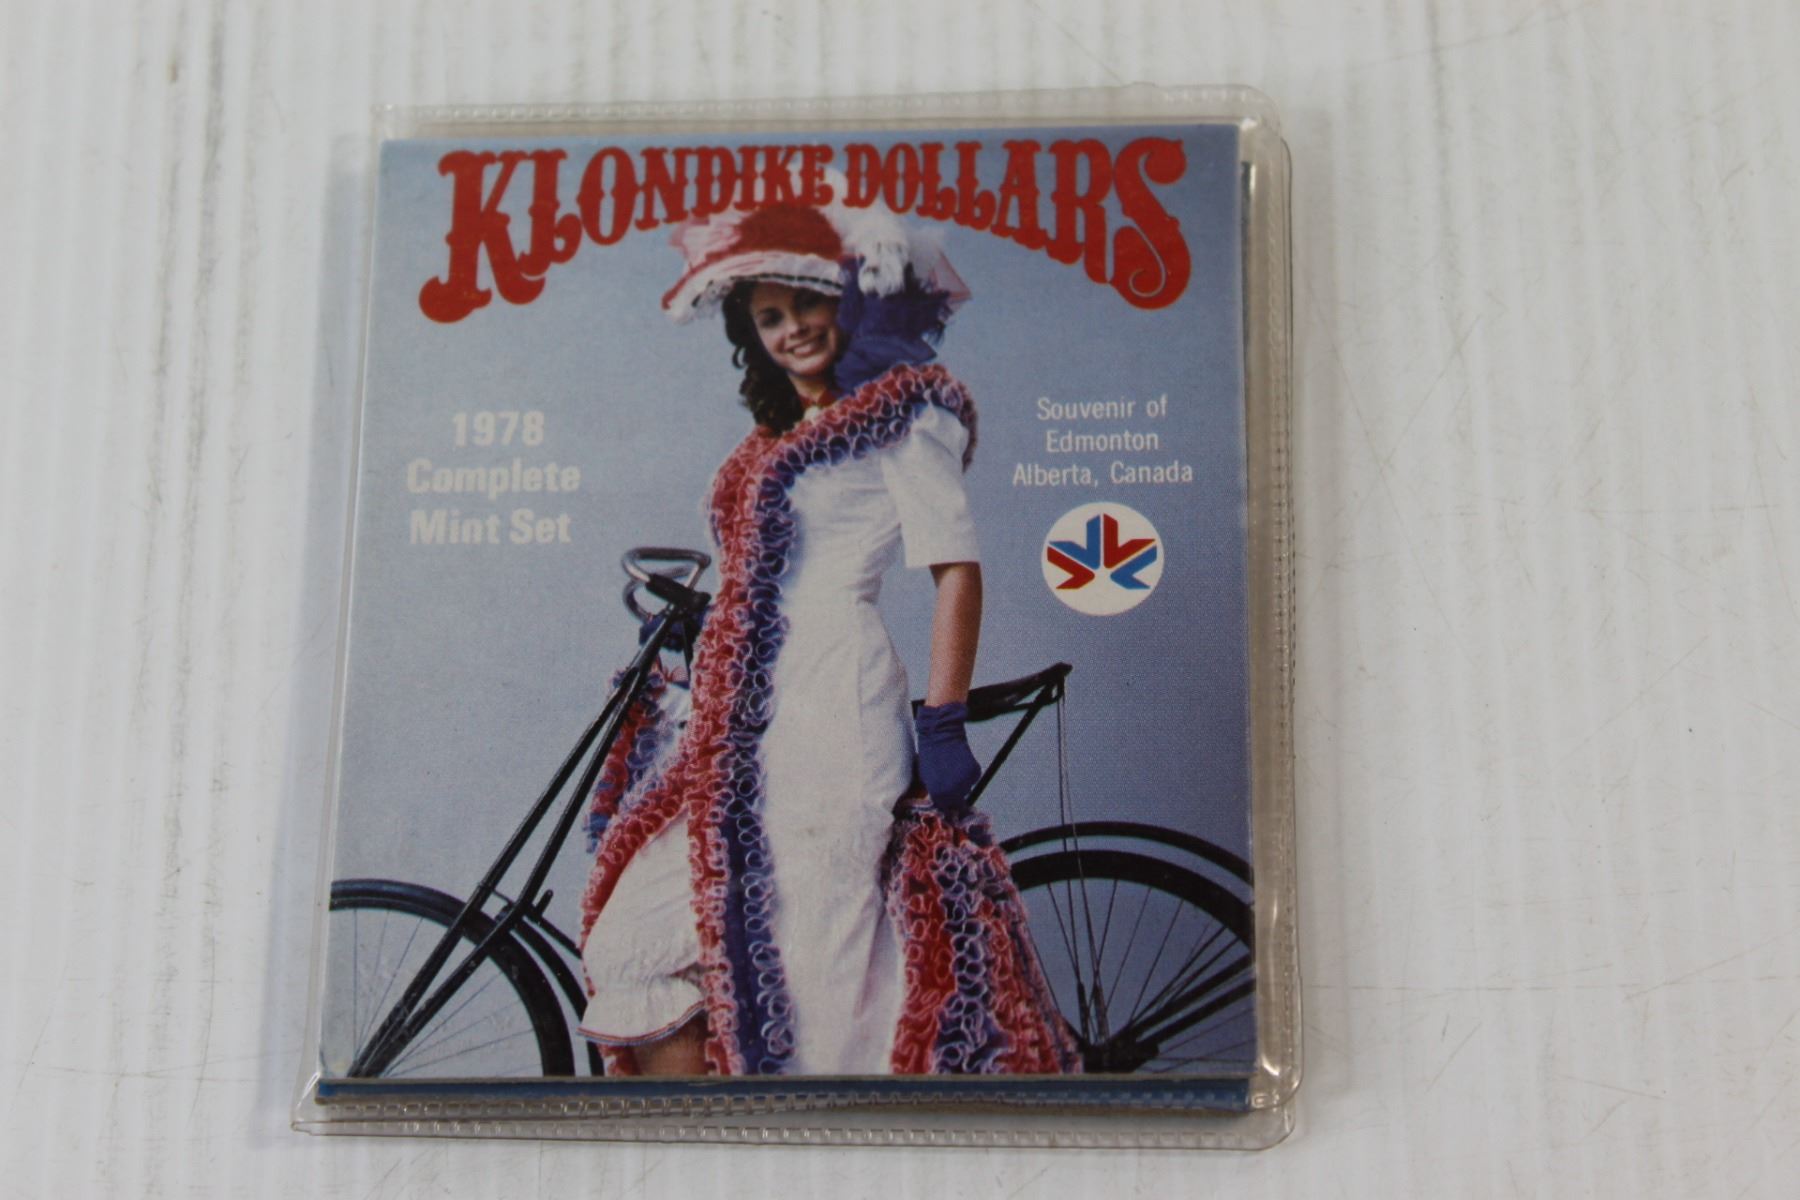 KLONDIKE DOLLARS
1978
Complete
Mint Set
Souvenir of
Edmonton
Alberta, Canada